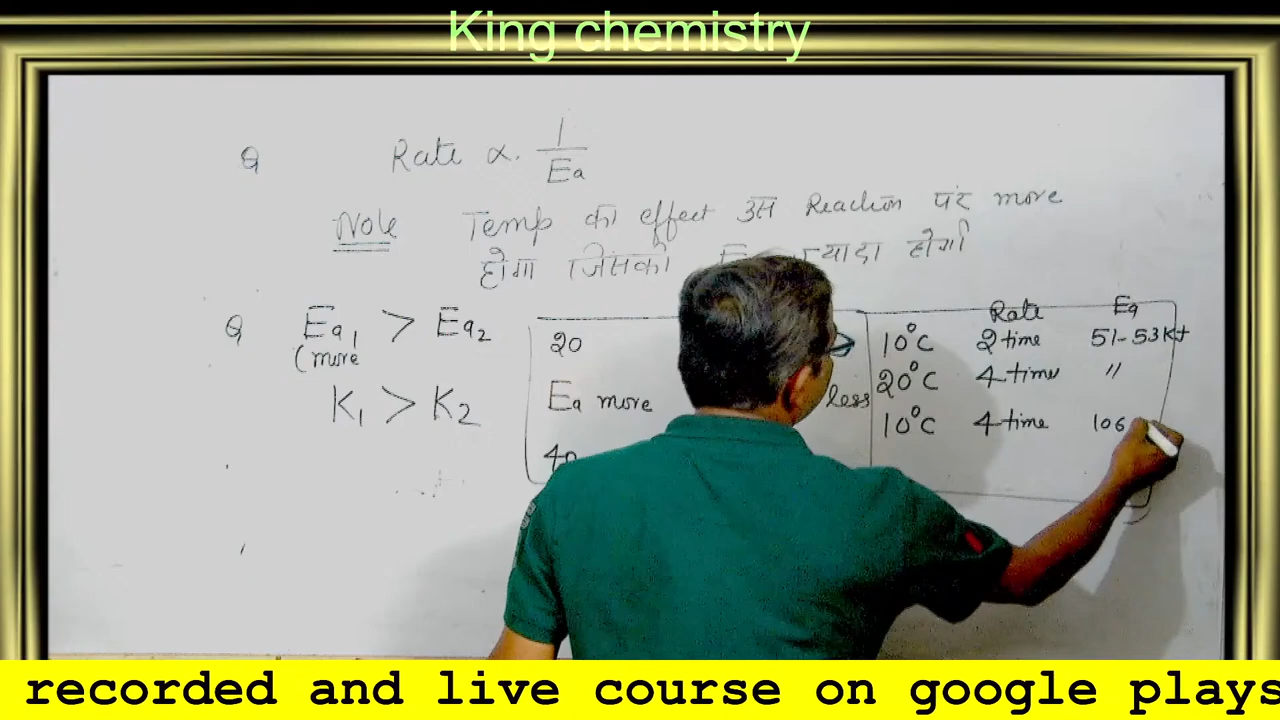 King chemistry
Q Rate ∝. 1/Ea
Note Temp का effect उस Reaction पर more
होगा जिसकी ज्यादा होगी
Q Ea1 > Ea2
(more
K1 > K2
20
Ea more
40
less
Rate Ea
10°C 2 time 51-53 KJ
20°C 4 time "
10°C 4 time 106
recorded and live course on google plays